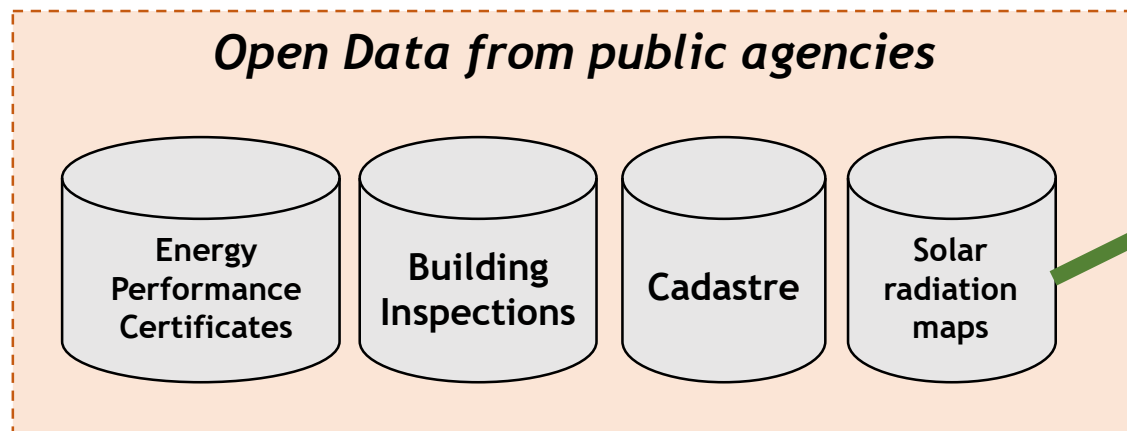 Open Data from public agencies
Energy
Performance
Certificates
Building
Inspections
Cadastre
Solar
radiation
maps